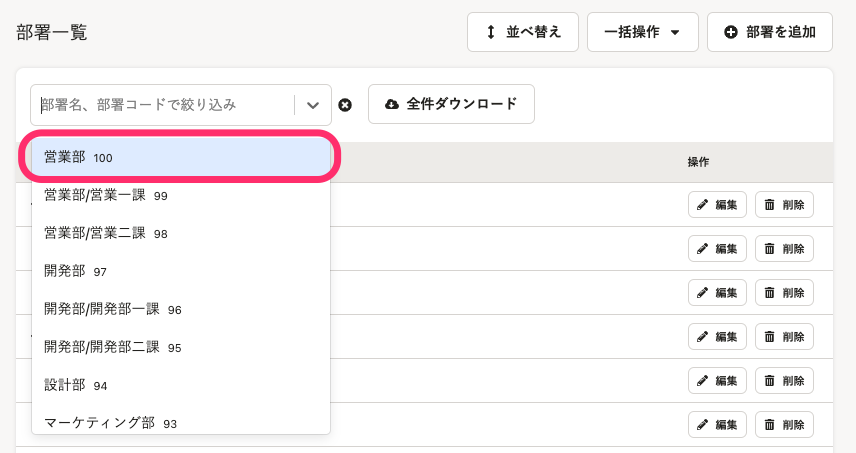 部署一覧
並べ替え
一括操作
部署を追加
部署名、部署コードで絞り込み
全件ダウンロード
操作
営業部 100
営業部/営業一課 99
営業部/営業二課 98
開発部 97
開発部/開発部一課 96
開発部/開発部二課 95
設計部 94
マーケティング部 93
編集 削除
編集 削除
編集 削除
編集 削除
編集 削除
編集 削除